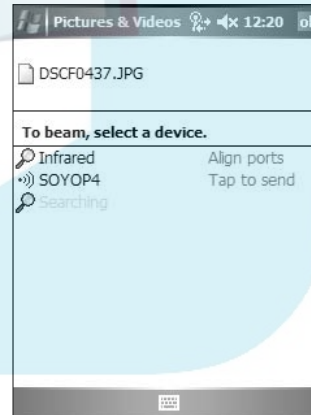 Pictures & Videos 12:20 ok
DSCF0437.JPG
To beam, select a device.
Infrared Align ports
SOYOP4 Tap to send
Searching